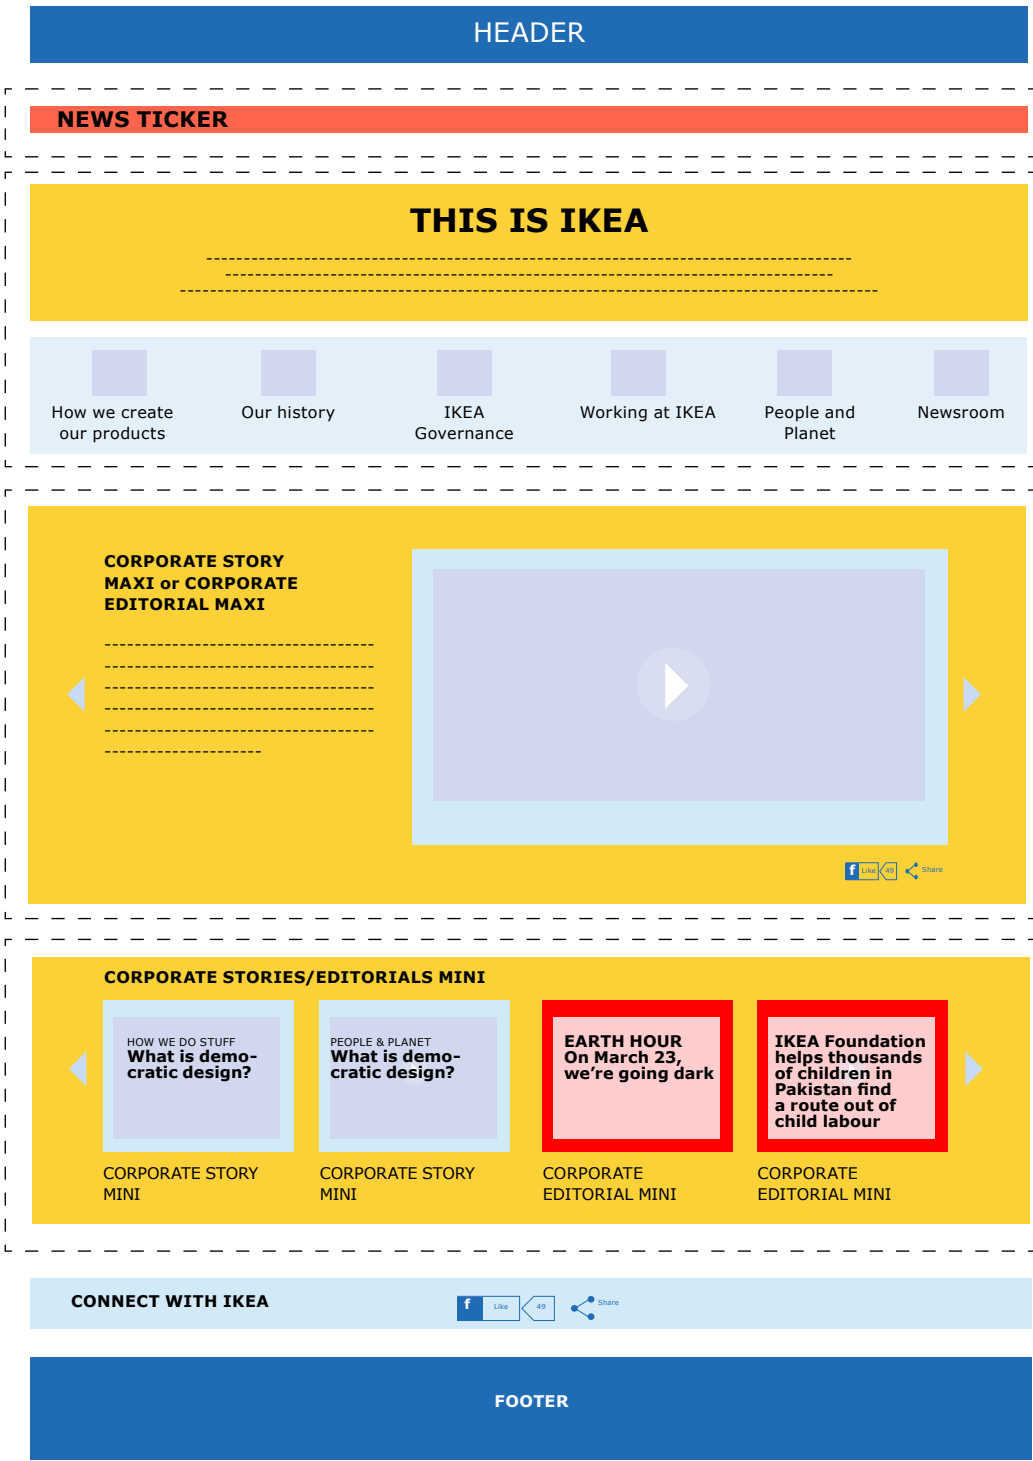 HEADER
NEWS TICKER
THIS IS IKEA
How we create
our products
Our history
IKEA
Governance
Working at IKEA
People and
Planet
Newsroom
CORPORATE STORY
MAXI or CORPORATE
EDITORIAL MAXI
f Like 49 Share
CORPORATE STORIES/EDITORIALS MINI
HOW WE DO STUFF
What is demo-
cratic design?
PEOPLE & PLANET
What is demo-
cratic design?
EARTH HOUR
On March 23,
we’re going dark
IKEA Foundation
helps thousands
of children in
Pakistan find
a route out of
child labour
CORPORATE STORY
MINI
CORPORATE STORY
MINI
CORPORATE
EDITORIAL MINI
CORPORATE
EDITORIAL MINI
CONNECT WITH IKEA
f Like 49 Share
FOOTER